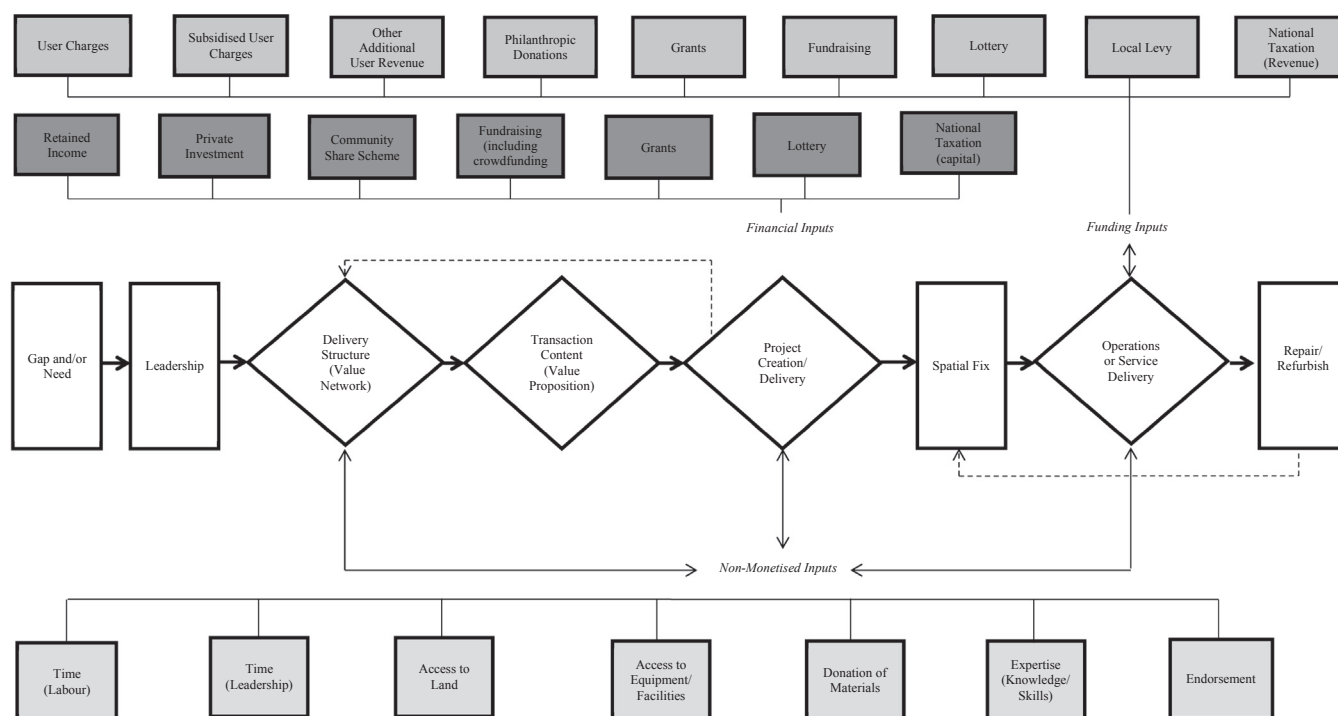 User Charges
Subsidised User
Charges
Other
Additional
User Revenue
Philanthropic
Donations
Grants
Fundraising
Lottery
Local Levy
National
Taxation
(Revenue)
Retained
Income
Private
Investment
Community
Share Scheme
Fundraising
(including
crowdfunding
Grants
Lottery
National
Taxation
(capital)
Financial Inputs
Funding Inputs
Gap and/or
Need
Leadership
Delivery
Structure
(Value
Network)
Transaction
Content
(Value
Proposition)
Project
Creation/
Delivery
Spatial Fix
Operations
or Service
Delivery
Repair/
Refurbish
Non-Monetised Inputs
Time
(Labour)
Time
(Leadership)
Access to
Land
Access to
Equipment/
Facilities
Donation of
Materials
Expertise
(Knowledge/
Skills)
Endorsement